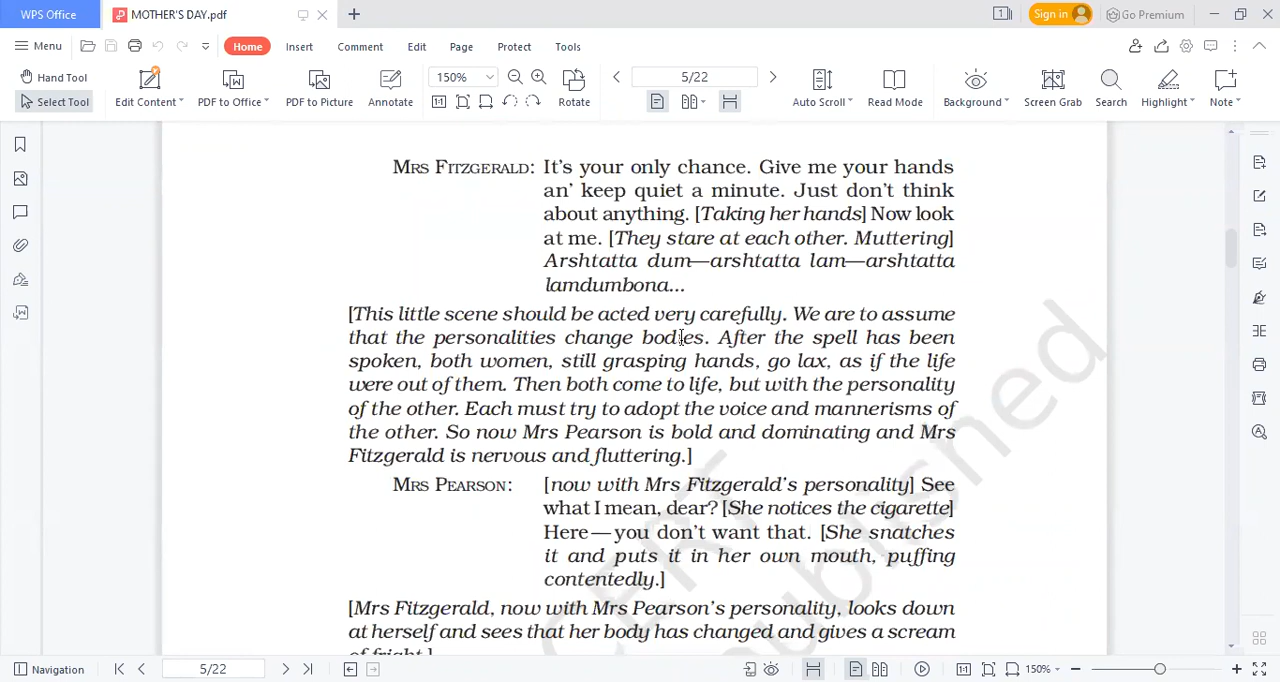 WPS Office
MOTHER'S DAY.pdf
Sign in
Go Premium
Menu
Home
Insert
Comment
Edit
Page
Protect
Tools
Hand Tool
Select Tool
Edit Content
PDF to Office
PDF to Picture
Annotate
150%
Rotate
5/22
Auto Scroll
Read Mode
Background
Screen Grab
Search
Highlight
Note
MRS FITZGERALD: It's your only chance. Give me your hands
an' keep quiet a minute. Just don't think
about anything. [Taking her hands] Now look
at me. [They stare at each other. Muttering]
Arshtatta dum—arshtatta lam—arshtatta
lamdumbona...
[This little scene should be acted very carefully. We are to assume
that the personalities change bodies. After the spell has been
spoken, both women, still grasping hands, go lax, as if the life
were out of them. Then both come to life, but with the personality
of the other. Each must try to adopt the voice and mannerisms of
the other. So now Mrs Pearson is bold and dominating and Mrs
Fitzgerald is nervous and fluttering.]
MRS PEARSON: [now with Mrs Fitzgerald's personality] See
what I mean, dear? [She notices the cigarette]
Here—you don't want that. [She snatches
it and puts it in her own mouth, puffing
contentedly.]
[Mrs Fitzgerald, now with Mrs Pearson's personality, looks down
at herself and sees that her body has changed and gives a scream
of fright.]
CERT
published
Navigation
5/22
150%